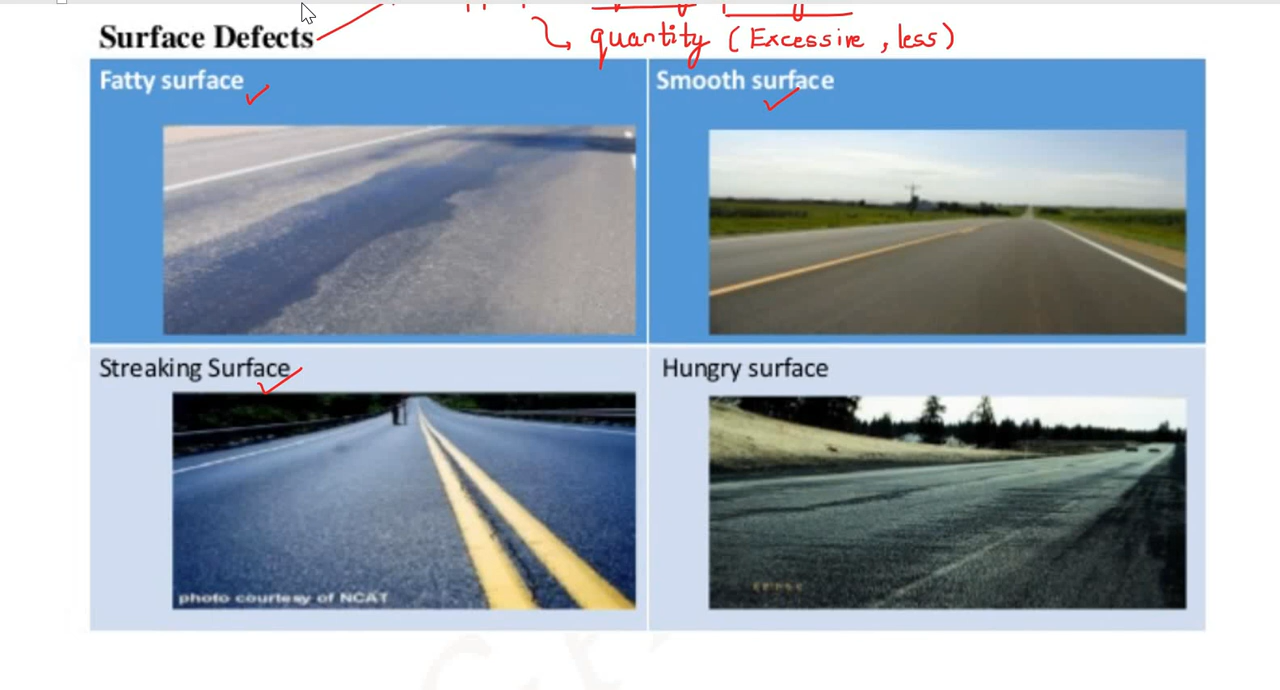 Surface Defects
quantity (Excessive, less)
Fatty surface
Smooth surface
Streaking Surface
Hungry surface
photo courtesy of NCAT